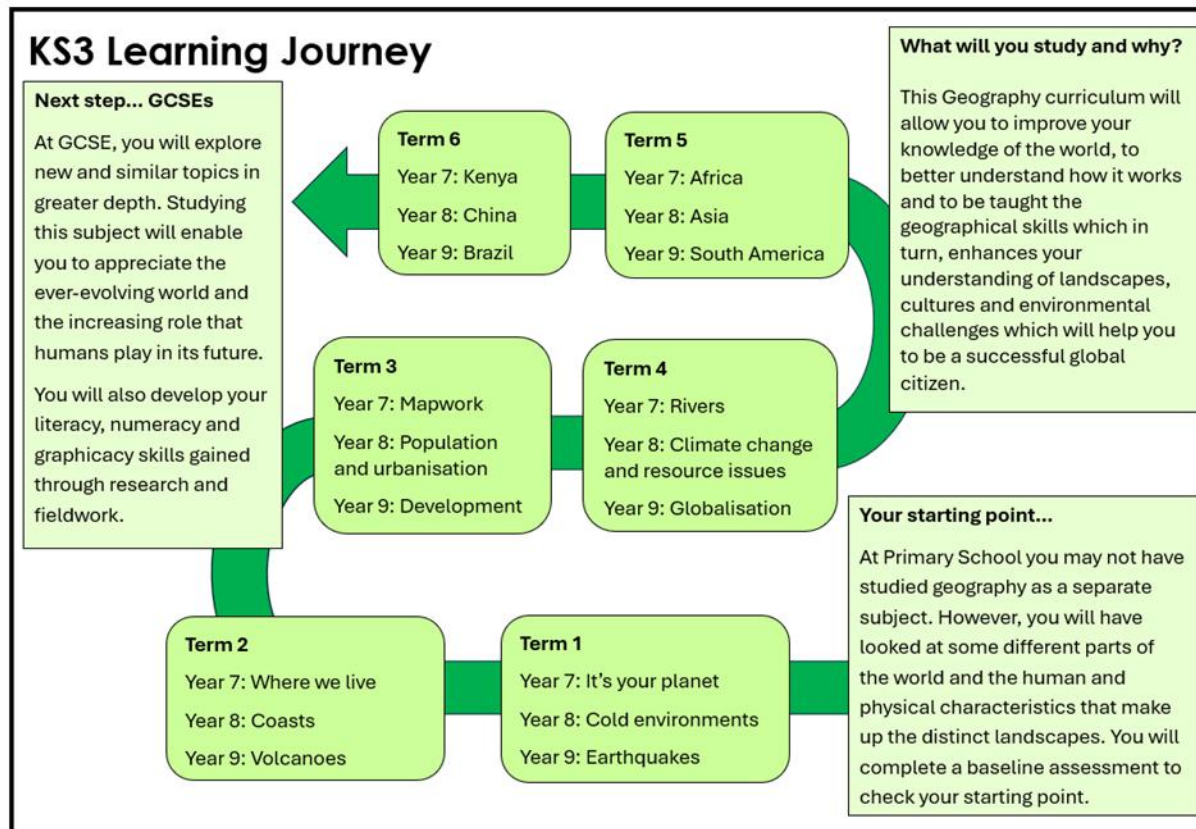 KS3 Learning Journey
Next step... GCSEs
At GCSE, you will explore
new and similar topics in
greater depth. Studying
this subject will enable
you to appreciate the
ever-evolving world and
the increasing role that
humans play in its future.
You will also develop your
literacy, numeracy and
graphicacy skills gained
through research and
fieldwork.
Term 6
Year 7: Kenya
Year 8: China
Year 9: Brazil
Term 5
Year 7: Africa
Year 8: Asia
Year 9: South America
What will you study and why?
This Geography curriculum will
allow you to improve your
knowledge of the world, to
better understand how it works
and to be taught the
geographical skills which in
turn, enhances your
understanding of landscapes,
cultures and environmental
challenges which will help you
to be a successful global
citizen.
Term 3
Year 7: Mapwork
Year 8: Population
and urbanisation
Year 9: Development
Term 4
Year 7: Rivers
Year 8: Climate change
and resource issues
Year 9: Globalisation
Term 2
Year 7: Where we live
Year 8: Coasts
Year 9: Volcanoes
Term 1
Year 7: It's your planet
Year 8: Cold environments
Year 9: Earthquakes
Your starting point...
At Primary School you may not have
studied geography as a separate
subject. However, you will have
looked at some different parts of
the world and the human and
physical characteristics that make
up the distinct landscapes. You will
complete a baseline assessment to
check your starting point.